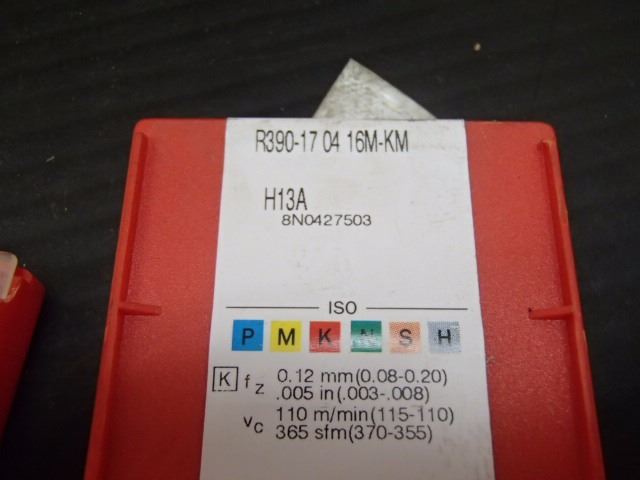 R390-17 04 16M-KM
H13A
8N0427503
ISO
P M K N S H
K fz 0.12 mm(0.08-0.20)
.005 in(.003-.008)
vc 110 m/min(115-110)
365 sfm(370-355)